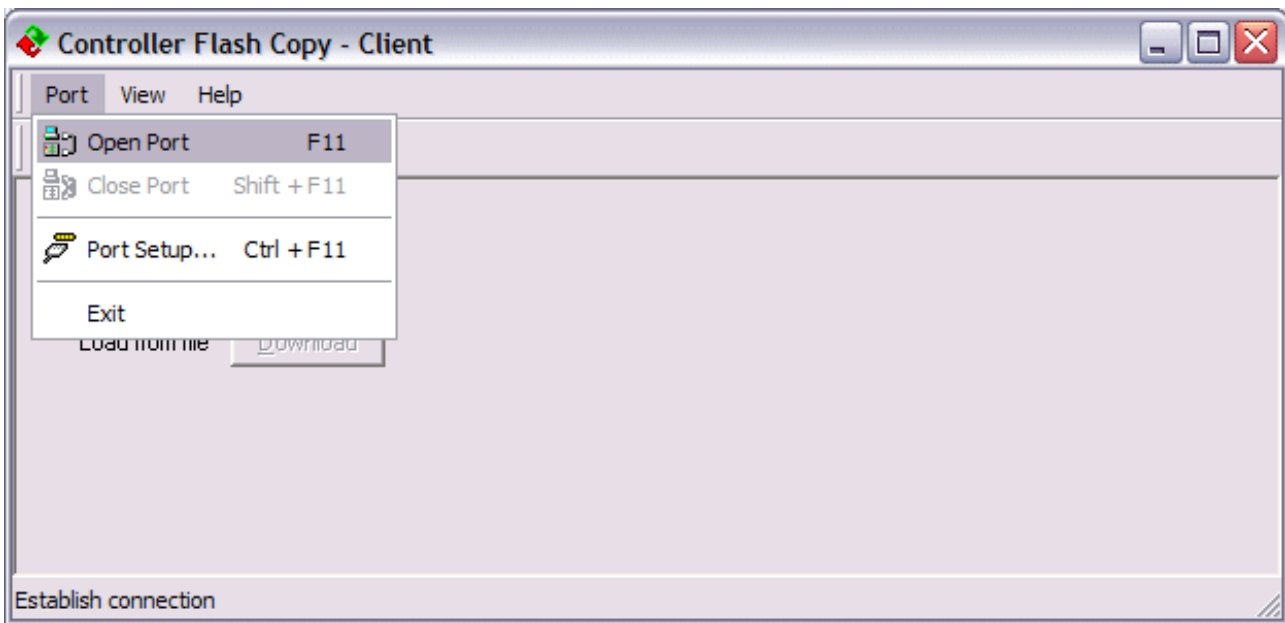 Controller Flash Copy - Client
Port View Help
Open Port F11
Close Port Shift + F11
Port Setup... Ctrl + F11
Exit
Load from file Download
Establish connection